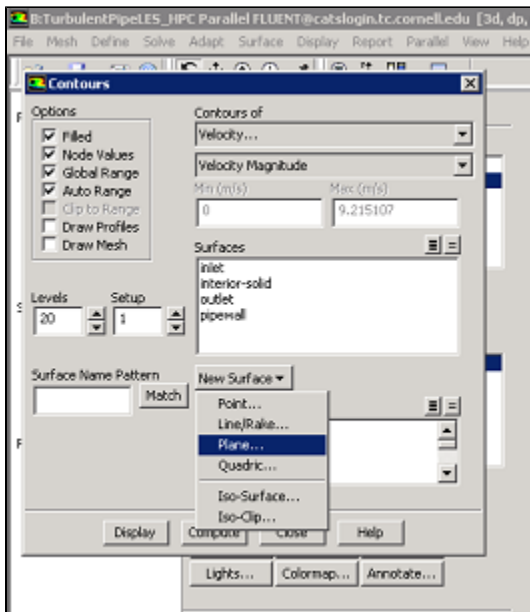 B:TurbulentPipeLES_HPC Parallel FLUENT@catslogin.tc.cornell.edu [3d, dp,
File Mesh Define Solve Adapt Surface Display Report Parallel View Help
Contours
Options
Filled
Node Values
Global Range
Auto Range
Clip to Range
Draw Profiles
Draw Mesh
Contours of
Velocity...
Velocity Magnitude
Min (m/s) Max (m/s)
0 9.215107
Surfaces
inlet
interior-solid
outlet
pipewall
Levels Setup
20 1
Surface Name Pattern
Match
New Surface
Point...
Line/Rake...
Plane...
Quadric...
Iso-Surface...
Iso-Clip...
Display Compute Close Help
Lights... Colormap... Annotate...